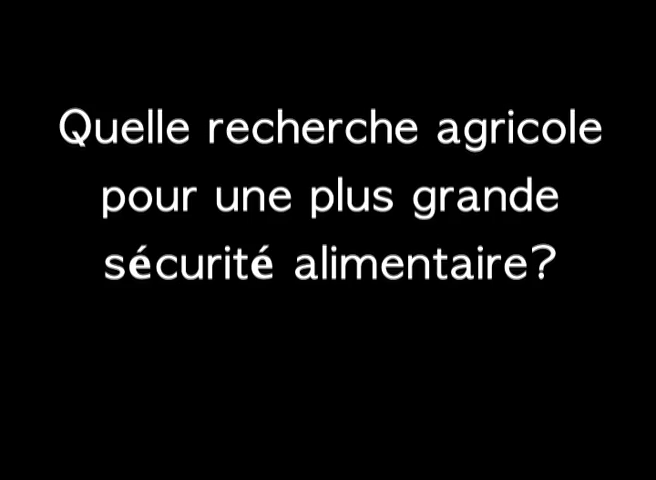 Quelle recherche agricole
pour une plus grande
sécurité alimentaire?